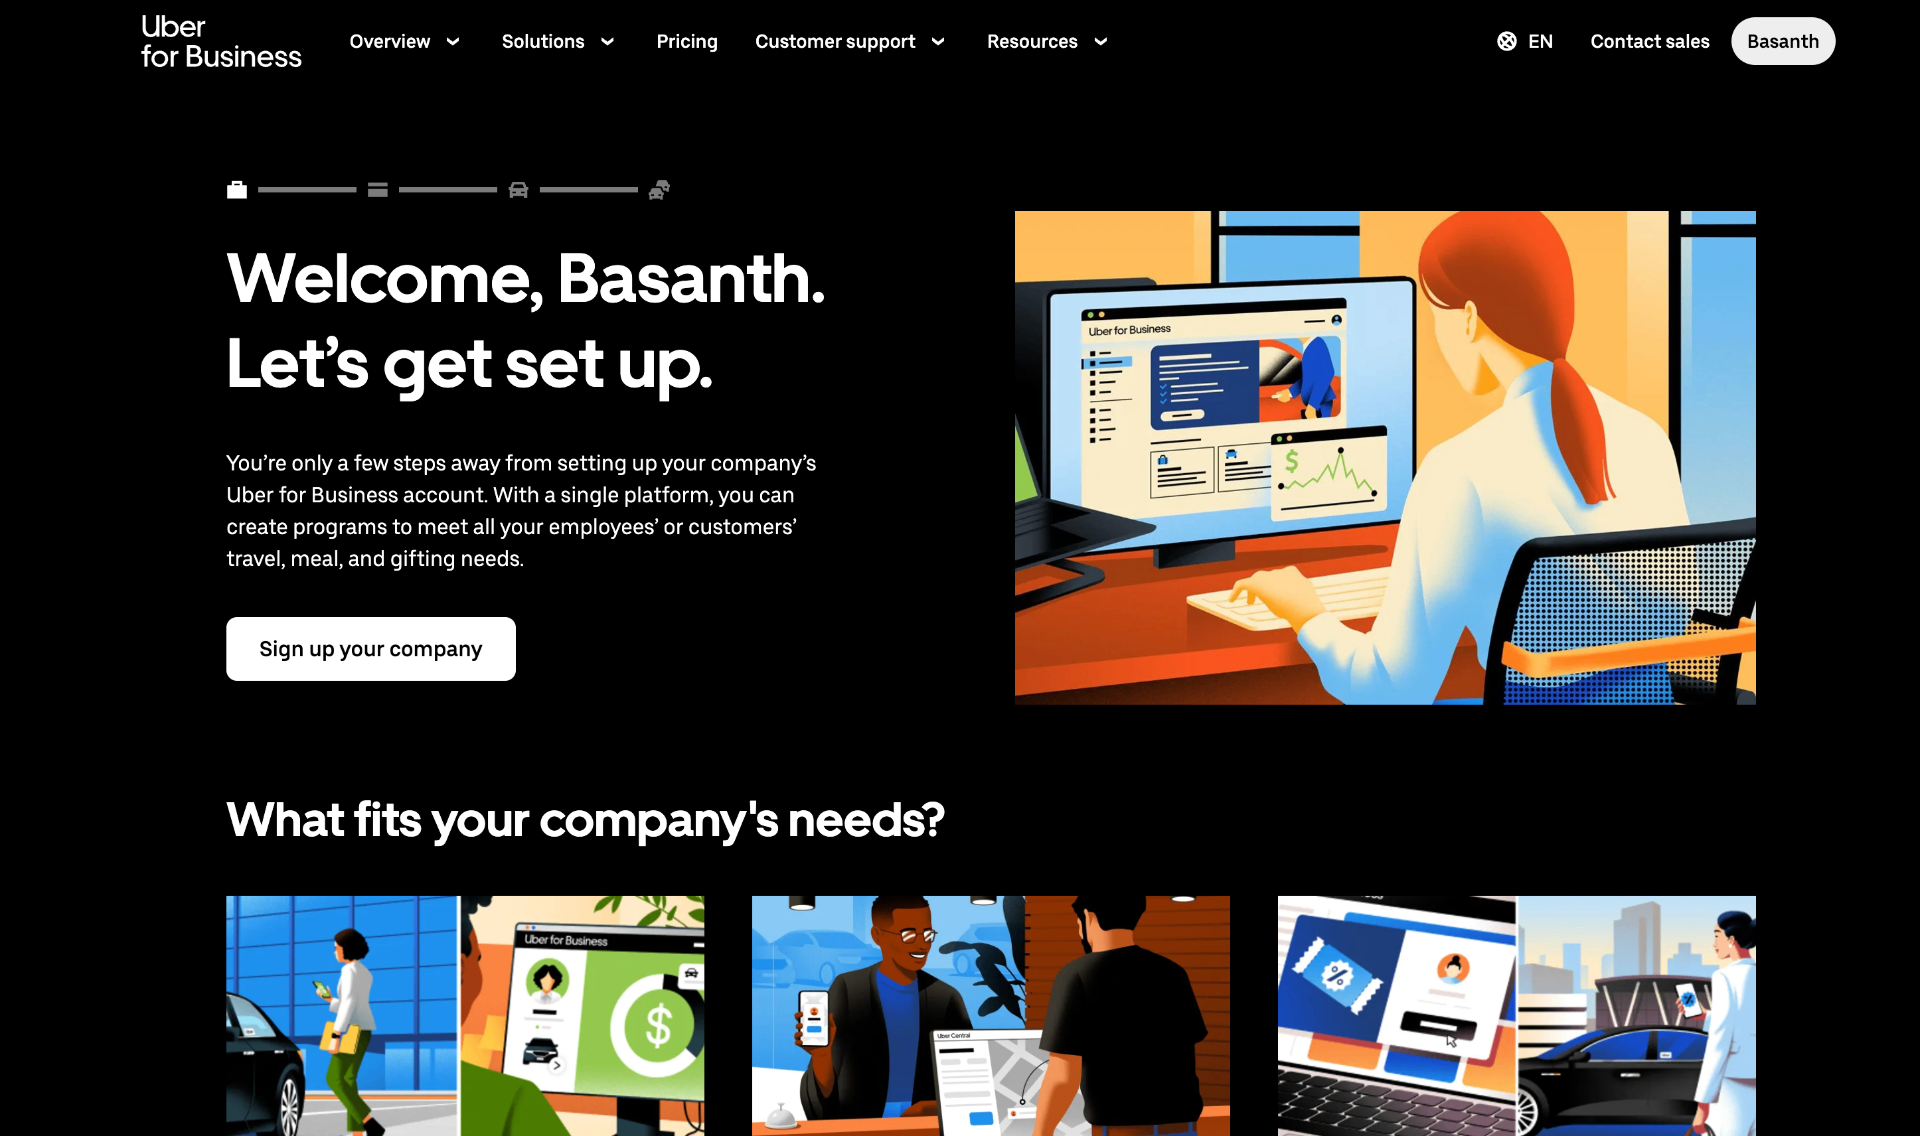 Uber
for Business
Overview
Solutions
Pricing
Customer support
Resources
EN
Contact sales
Basanth
Welcome, Basanth.
Let’s get set up.
You’re only a few steps away from setting up your company’s
Uber for Business account. With a single platform, you can
create programs to meet all your employees’ or customers’
travel, meal, and gifting needs.
Sign up your company
Uber for Business
$
What fits your company's needs?
Uber for Business
$
Uber Central
%